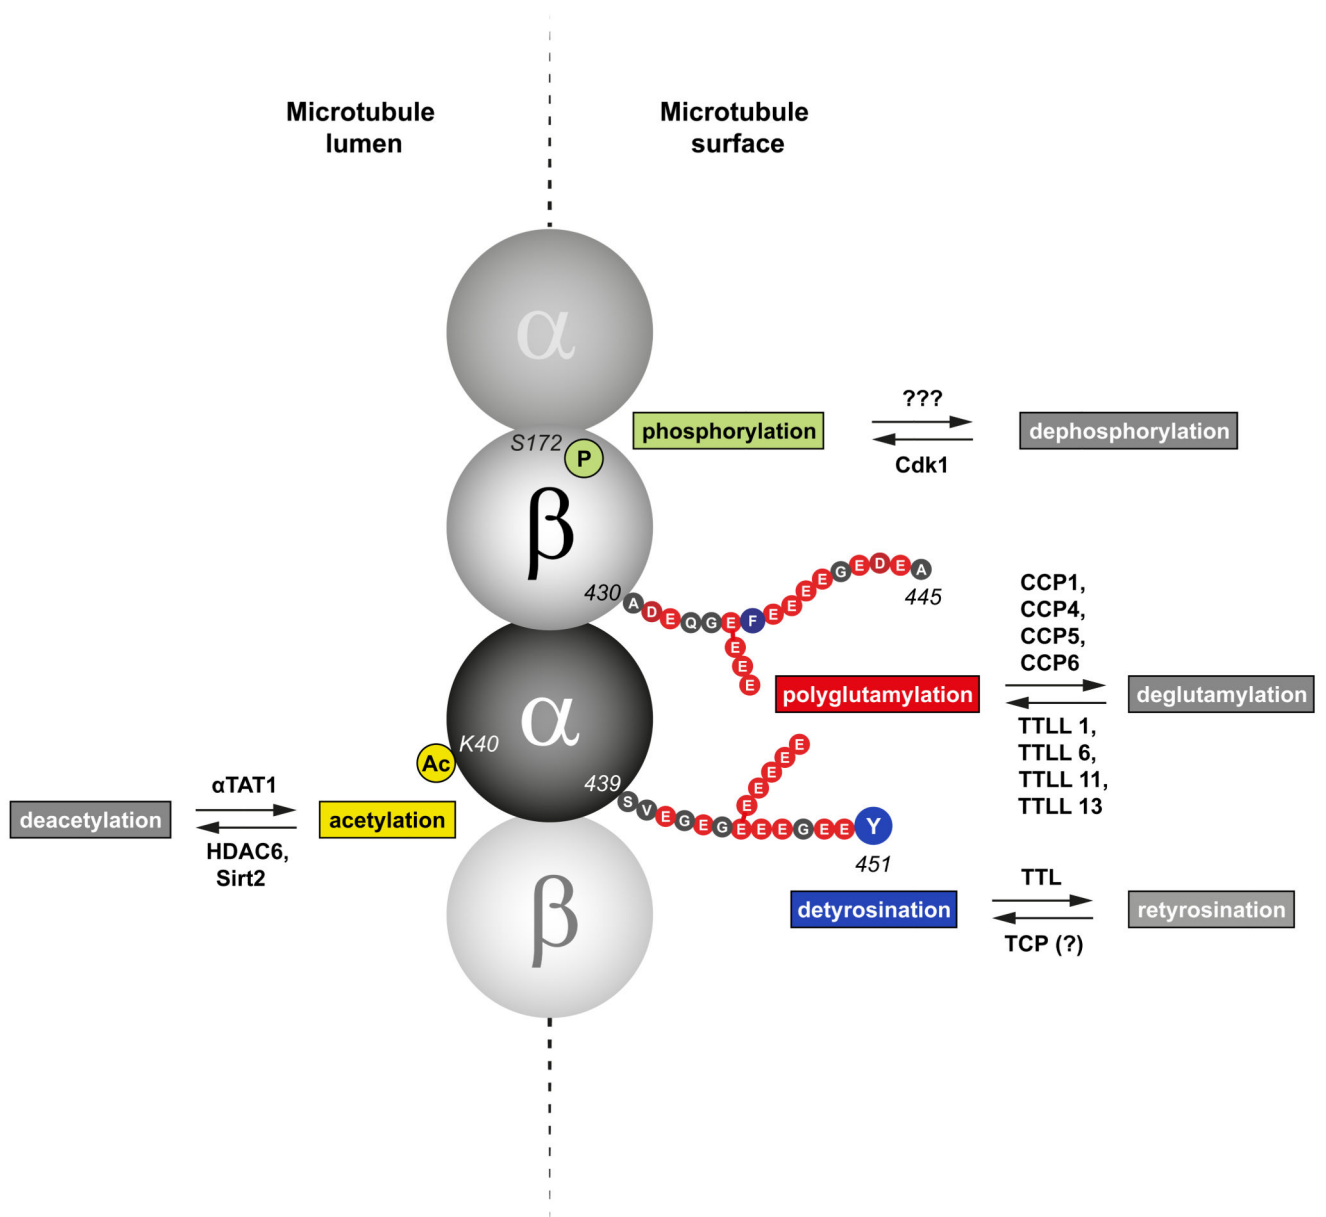 Microtubule
lumen
Microtubule
surface
α
???
phosphorylation
dephosphorylation
Cdk1
S172
P
β
430
A D E Q G E F E E E E G E D E A
445
E
E
E
CCP1,
CCP4,
CCP5,
CCP6
polyglutamylation
deglutamylation
TTLL 1,
TTLL 6,
TTLL 11,
TTLL 13
α
K40
Ac
439
E
E
E
E
E
S V E G E G E E E G E E Y
451
αTAT1
deacetylation
acetylation
HDAC6,
Sirt2
TTL
detyrosination
retyrosination
TCP (?)
β